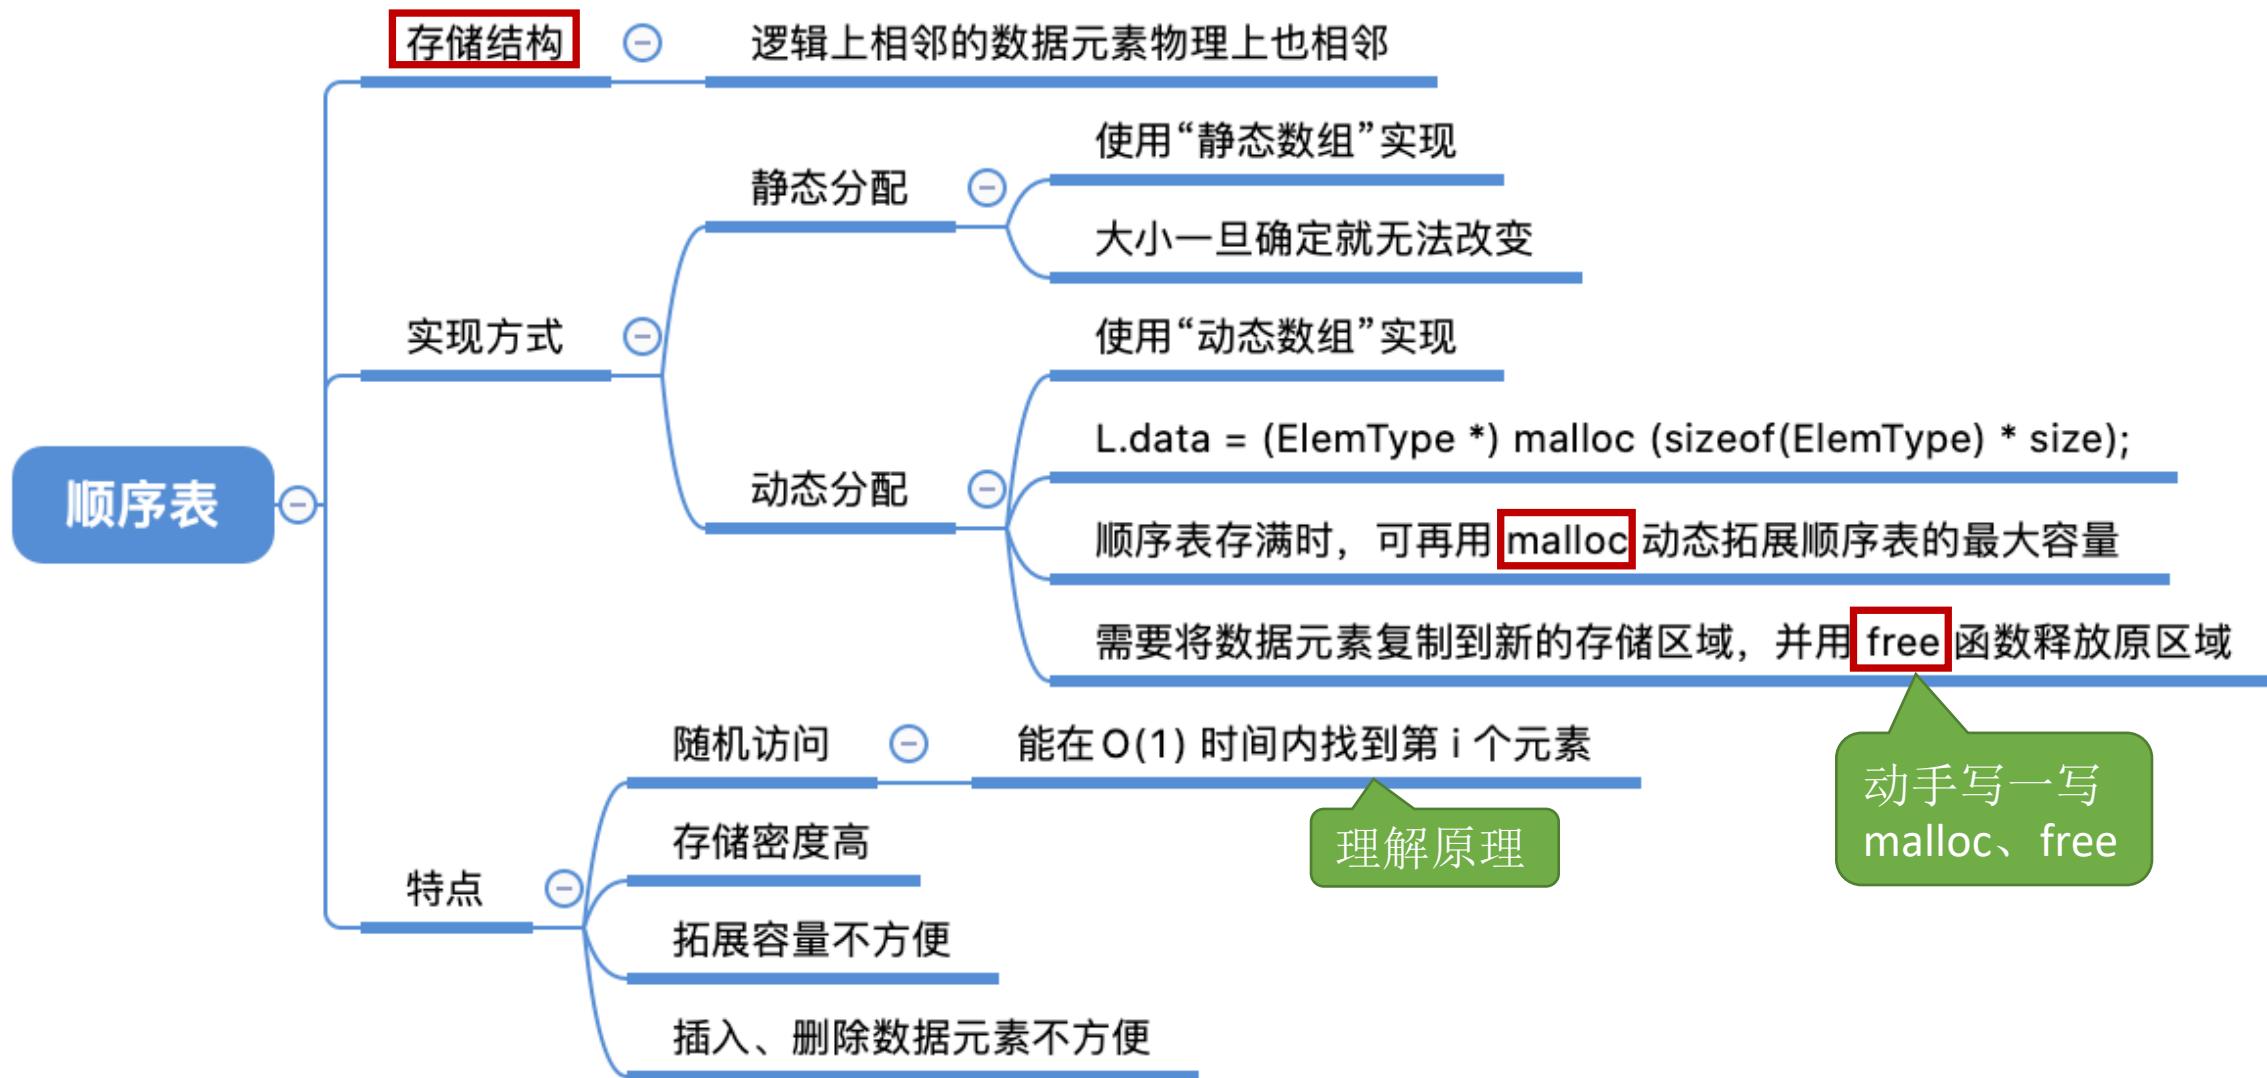 顺序表
存储结构
逻辑上相邻的数据元素物理上也相邻
实现方式
静态分配
使用“静态数组”实现
大小一旦确定就无法改变
动态分配
使用“动态数组”实现
L.data = (ElemType *) malloc (sizeof(ElemType) * size);
顺序表存满时，可再用 malloc 动态拓展顺序表的最大容量
需要将数据元素复制到新的存储区域，并用 free 函数释放原区域
动手写一写
malloc、free
特点
随机访问
能在O(1) 时间内找到第 i 个元素
理解原理
存储密度高
拓展容量不方便
插入、删除数据元素不方便